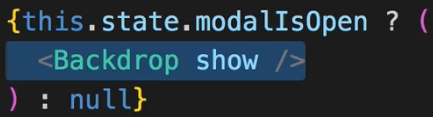 {this.state.modalIsOpen ? (
<Backdrop show />
) : null}